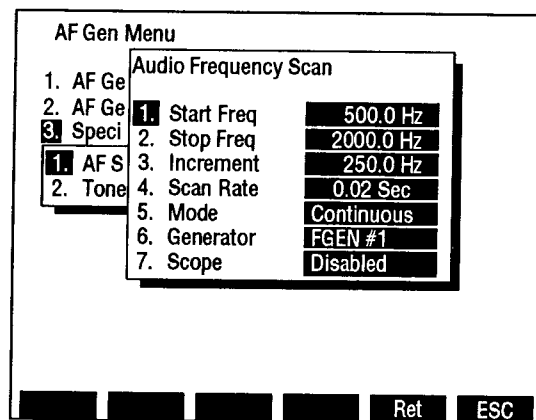 AF Gen Menu
1. AF Ge
2. AF Ge
3. Speci
1. AF S
2. Tone
Audio Frequency Scan
1. Start Freq 500.0 Hz
2. Stop Freq 2000.0 Hz
3. Increment 250.0 Hz
4. Scan Rate 0.02 Sec
5. Mode Continuous
6. Generator FGEN #1
7. Scope Disabled
Ret ESC